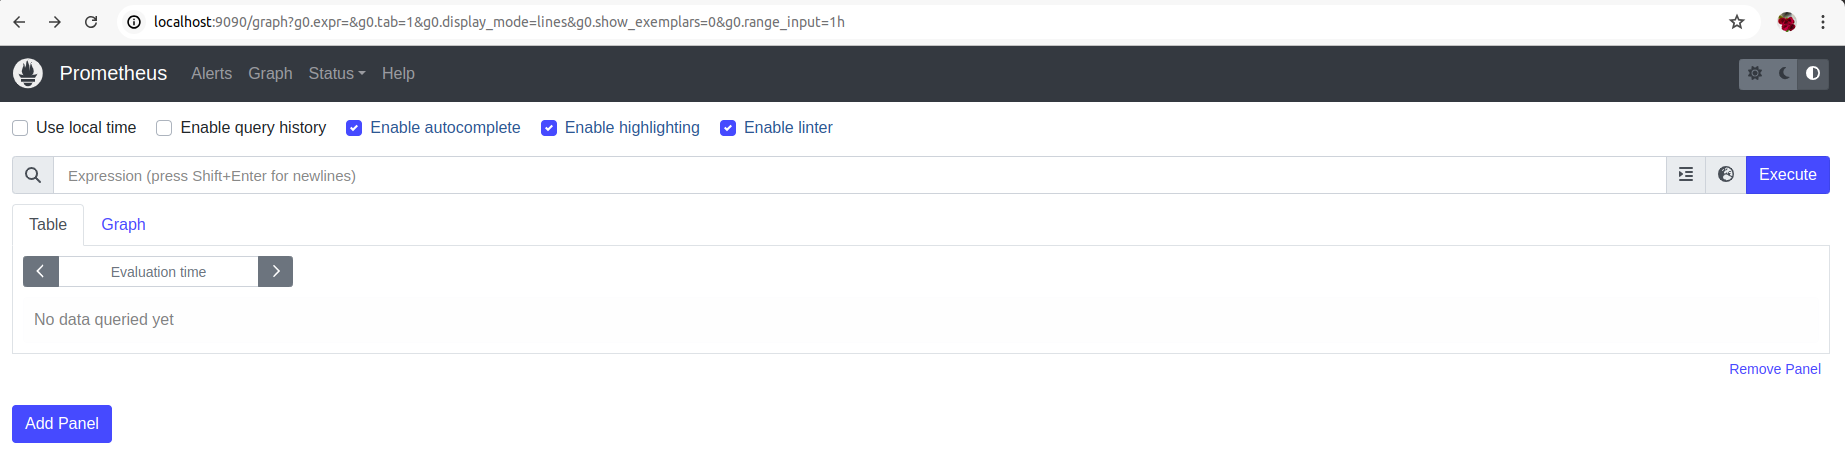 localhost:9090/graph?g0.expr=&g0.tab=1&g0.display_mode=lines&g0.show_exemplars=0&g0.range_input=1h
Prometheus Alerts Graph Status Help
Use local time Enable query history Enable autocomplete Enable highlighting Enable linter
Expression (press Shift+Enter for newlines) Execute
Table Graph
Evaluation time
No data queried yet
Remove Panel
Add Panel